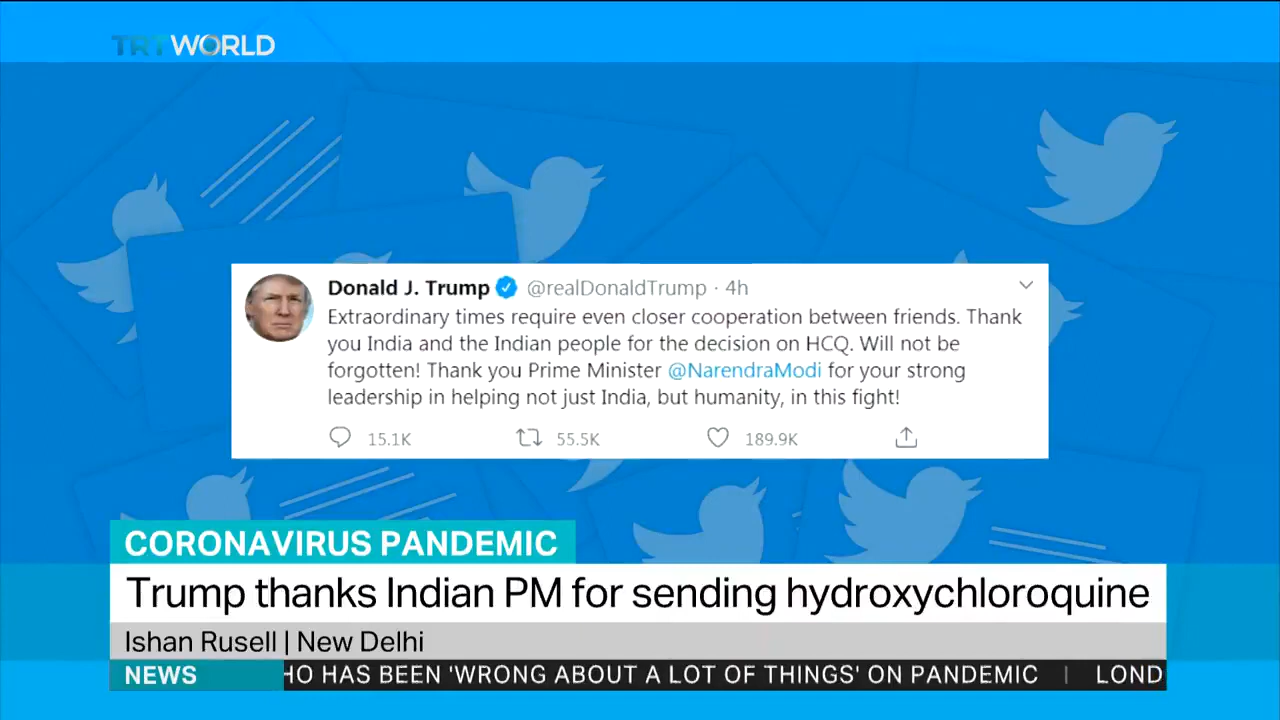 TRT WORLD
Donald J. Trump @realDonaldTrump · 4h
Extraordinary times require even closer cooperation between friends. Thank
you India and the Indian people for the decision on HCQ. Will not be
forgotten! Thank you Prime Minister @NarendraModi for your strong
leadership in helping not just India, but humanity, in this fight!
15.1K 55.5K 189.9K
CORONAVIRUS PANDEMIC
Trump thanks Indian PM for sending hydroxychloroquine
Ishan Rusell | New Delhi
NEWS HO HAS BEEN 'WRONG ABOUT A LOT OF THINGS' ON PANDEMIC | LOND